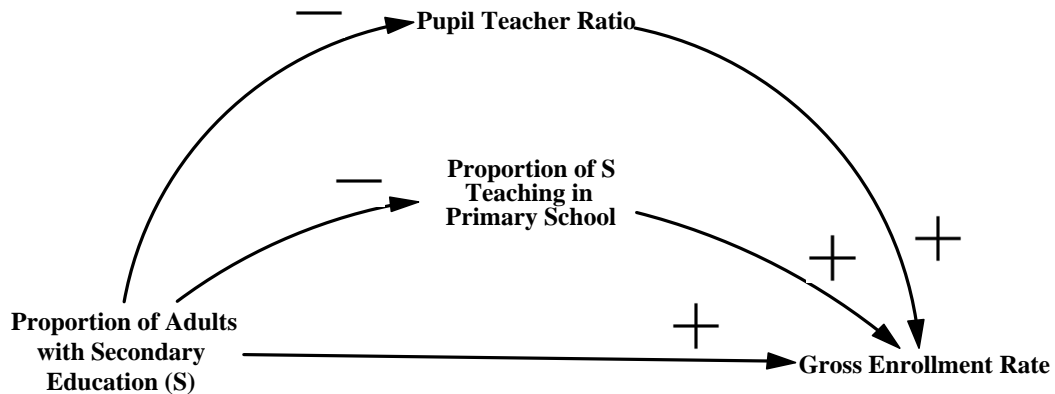 —
Pupil Teacher Ratio
—
Proportion of S
Teaching in
Primary School
+
+
Proportion of Adults
with Secondary
Education (S)
+
Gross Enrollment Rate